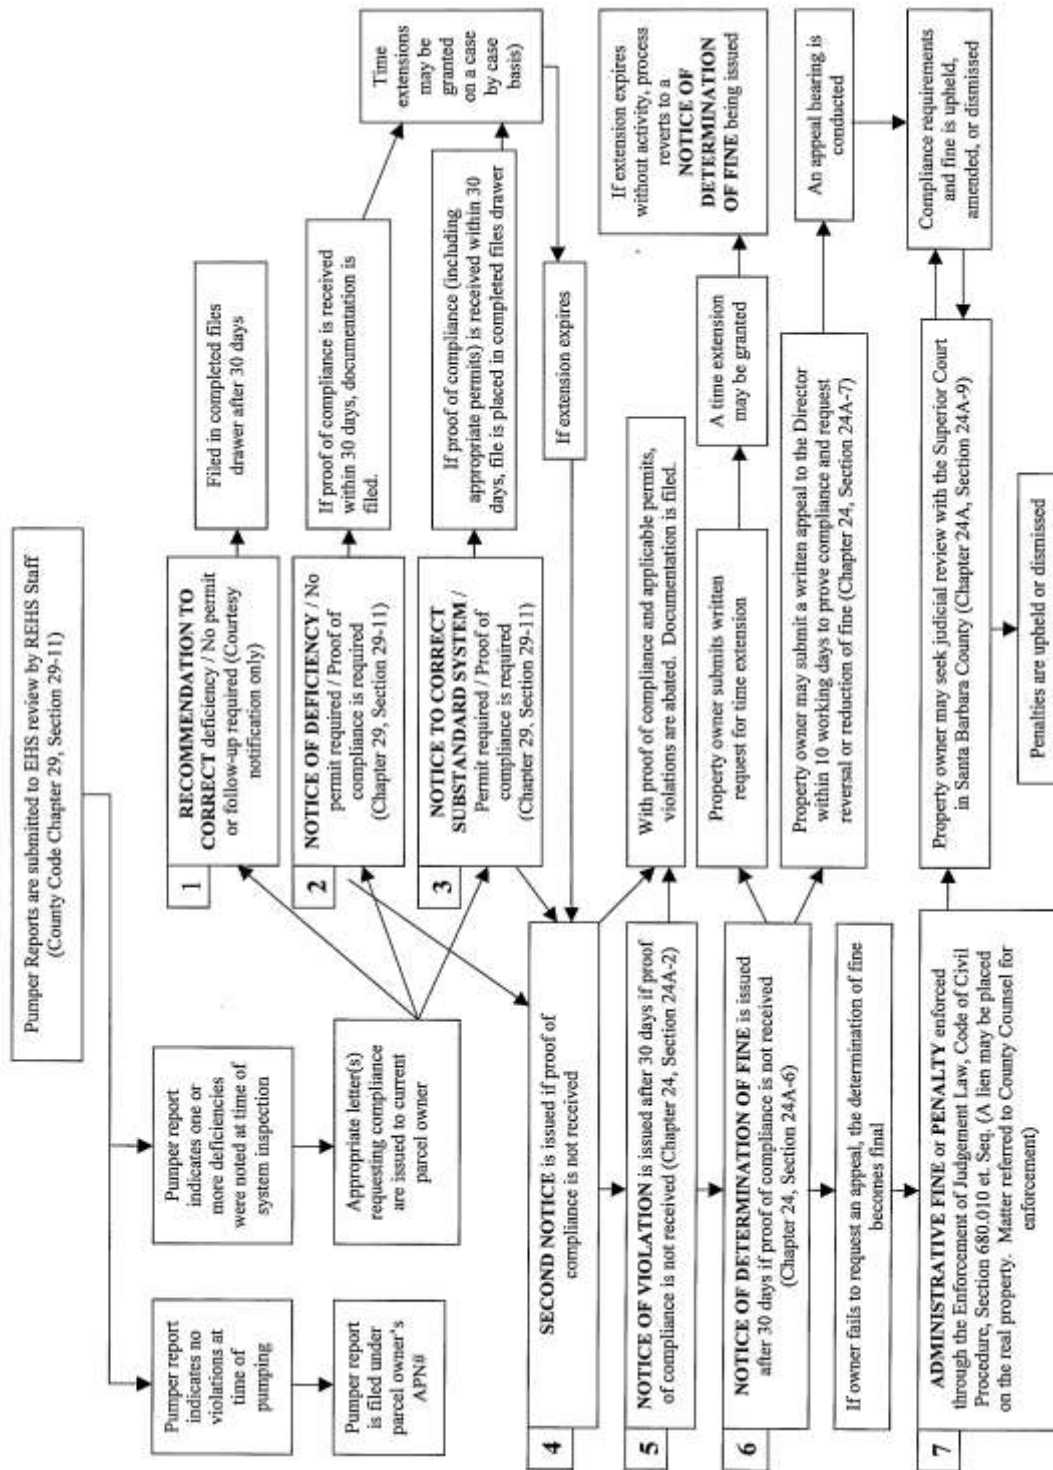 Pumper Reports are submitted to EHS review by REHS Staff
(County Code Chapter 29, Section 29-11)
Pumper report
indicates no
violations at
time of
pumping
Pumper report
is filed under
parcel owner's
APN#
Pumper report
indicates one or
more deficiencies
were noted at time of
system inspection
Appropriate letter(s)
requesting compliance
are issued to current
parcel owner
1
RECOMMENDATION TO
CORRECT deficiency / No permit
or follow-up required (Courtesy
notification only)
Filed in completed files
drawer after 30 days
2
NOTICE OF DEFICIENCY / No
permit required / Proof of
compliance is required
(Chapter 29, Section 29-11)
If proof of compliance is received
within 30 days, documentation is
filed.
3
NOTICE TO CORRECT
SUBSTANDARD SYSTEM /
Permit required / Proof of
compliance is required
(Chapter 29, Section 29-11)
If proof of compliance (including
appropriate permits) is received within 30
days, file is placed in completed files drawer
Time
extensions
may be
granted
on a case
by case
basis)
If extension expires
4
SECOND NOTICE is issued if proof of
compliance is not received
5
NOTICE OF VIOLATION is issued after 30 days if proof
of compliance is not received (Chapter 24, Section 24A-2)
With proof of compliance and applicable permits,
violations are abated. Documentation is filed.
6
NOTICE OF DETERMINATION OF FINE is issued
after 30 days if proof of compliance is not received
(Chapter 24, Section 24A-6)
Property owner submits written
request for time extension
A time extension
may be granted
If extension expires
without activity, process
reverts to a
NOTICE OF
DETERMINATION
OF FINE being issued
Property owner may submit a written appeal to the Director
within 10 working days to prove compliance and request
reversal or reduction of fine (Chapter 24, Section 24A-7)
An appeal hearing is
conducted
If owner fails to request an appeal, the determination of fine
becomes final
7
ADMINISTRATIVE FINE or PENALTY enforced
through the Enforcement of Judgement Law, Code of Civil
Procedure, Section 680.010 et. Seq. (A lien may be placed
on the real property. Matter referred to County Counsel for
enforcement)
Property owner may seek judicial review with the Superior Court
in Santa Barbara County (Chapter 24A, Section 24A-9)
Compliance requirements
and fine is upheld,
amended, or dismissed
Penalties are upheld or dismissed